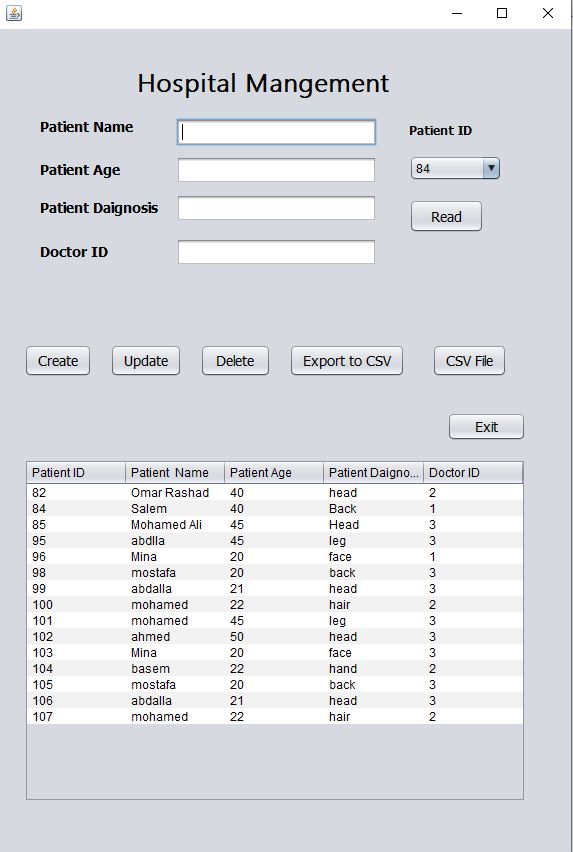 Hospital Mangement
Patient Name
Patient ID
Patient Age
84
Patient Daignosis
Read
Doctor ID
Create Update Delete Export to CSV CSV File
Exit
Patient ID Patient Name Patient Age Patient Daigno... Doctor ID
82 Omar Rashad 40 head 2
84 Salem 40 Back 1
85 Mohamed Ali 45 Head 3
95 abdlla 45 leg 3
96 Mina 20 face 1
98 mostafa 20 back 3
99 abdalla 21 head 3
100 mohamed 22 hair 2
101 mohamed 45 leg 3
102 ahmed 50 head 3
103 Mina 20 face 3
104 basem 22 hand 2
105 mostafa 20 back 3
106 abdalla 21 head 3
107 mohamed 22 hair 2